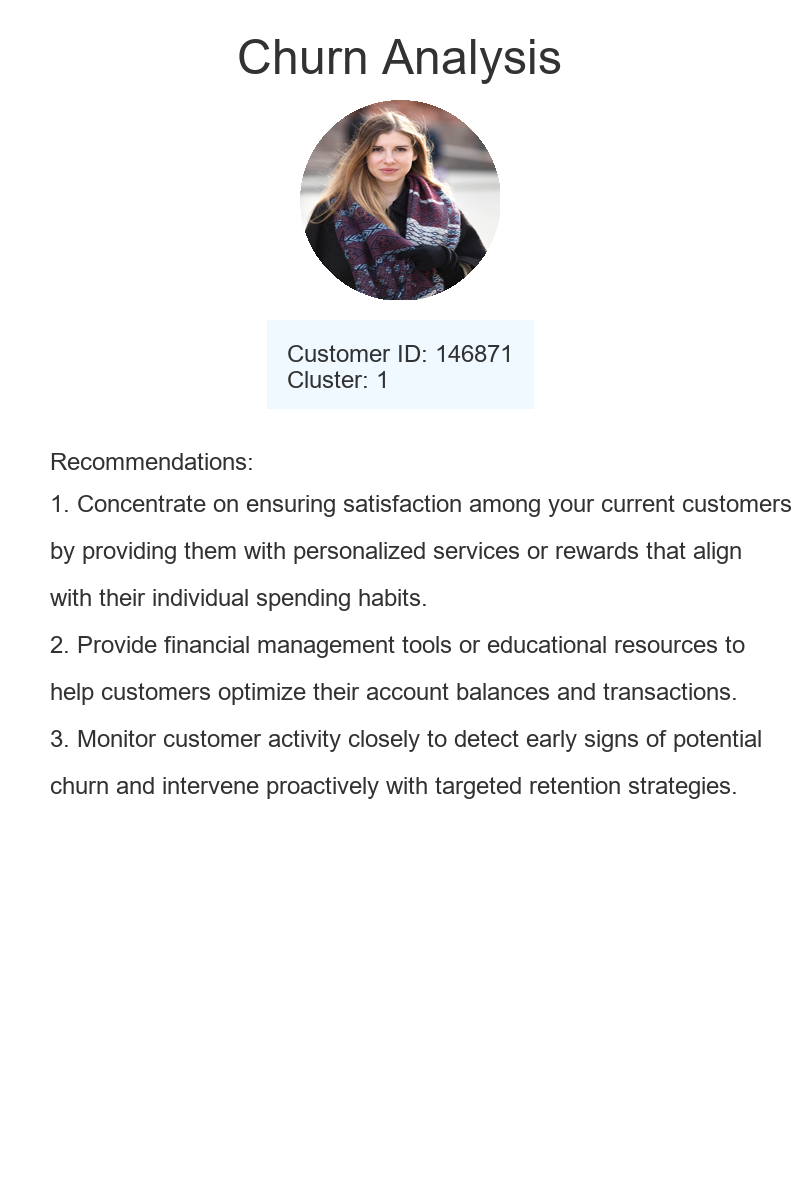 Churn Analysis
Customer ID: 146871
Cluster: 1
Recommendations:
1. Concentrate on ensuring satisfaction among your current customers
by providing them with personalized services or rewards that align
with their individual spending habits.
2. Provide financial management tools or educational resources to
help customers optimize their account balances and transactions.
3. Monitor customer activity closely to detect early signs of potential
churn and intervene proactively with targeted retention strategies.